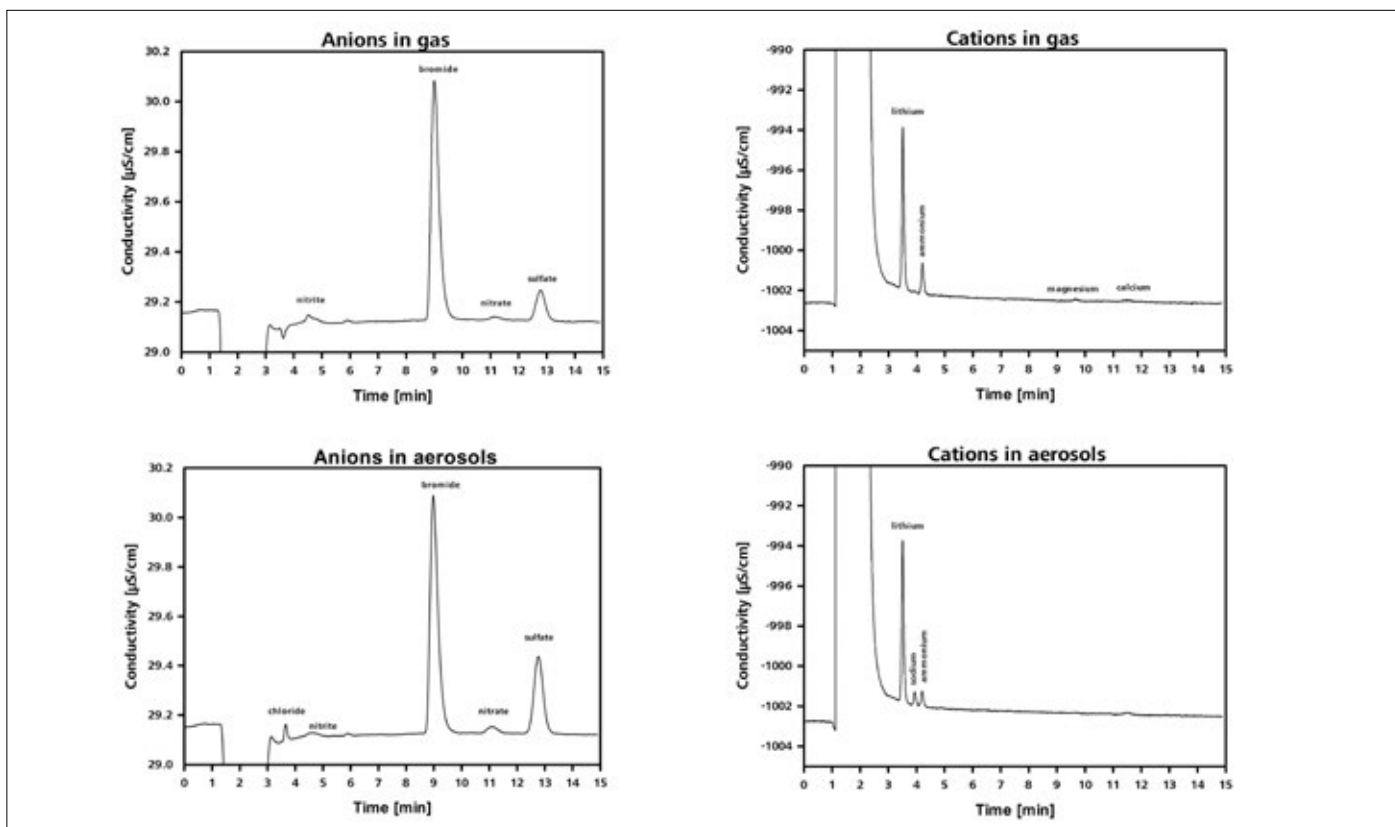 Anions in gas
30.2
30.0
29.8
29.6
29.4
29.2
29.0
Conductivity [µS/cm]
bromide
nitrite
nitrate
sulfate
0 1 2 3 4 5 6 7 8 9 10 11 12 13 14 15
Time [min]
Cations in gas
-990
-992
-994
-996
-998
-1000
-1002
-1004
Conductivity [µS/cm]
lithium
ammonium
magnesium
calcium
0 1 2 3 4 5 6 7 8 9 10 11 12 13 14 15
Time [min]
Anions in aerosols
30.2
30.0
29.8
29.6
29.4
29.2
29.0
Conductivity [µS/cm]
bromide
sulfate
chloride
nitrite
nitrate
0 1 2 3 4 5 6 7 8 9 10 11 12 13 14 15
Time [min]
Cations in aerosols
-990
-992
-994
-996
-998
-1000
-1002
-1004
Conductivity [µS/cm]
lithium
sodium
ammonium
0 1 2 3 4 5 6 7 8 9 10 11 12 13 14 15
Time [min]